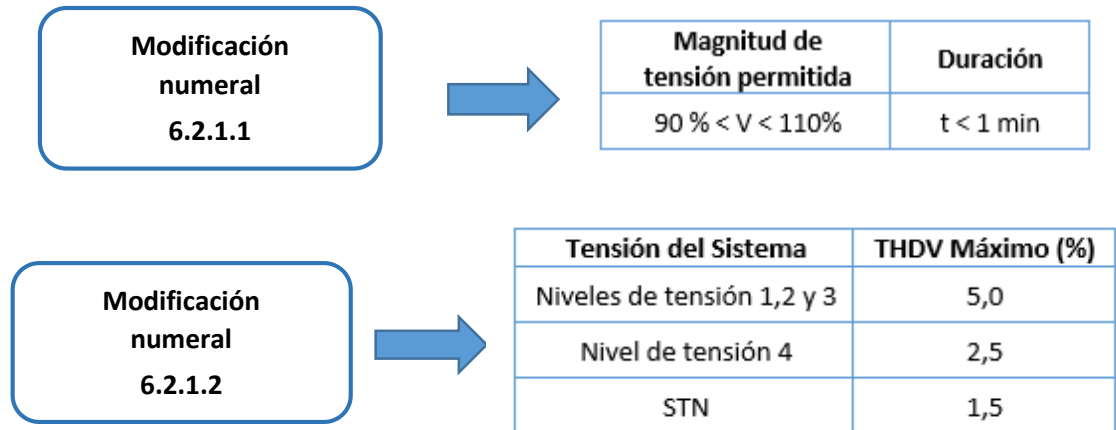 Modificación
numeral
6.2.1.1
Magnitud de
tensión permitida
Duración
90 % < V < 110%
t < 1 min
Modificación
numeral
6.2.1.2
Tensión del Sistema
THDV Máximo (%)
Niveles de tensión 1,2 y 3
5,0
Nivel de tensión 4
2,5
STN
1,5